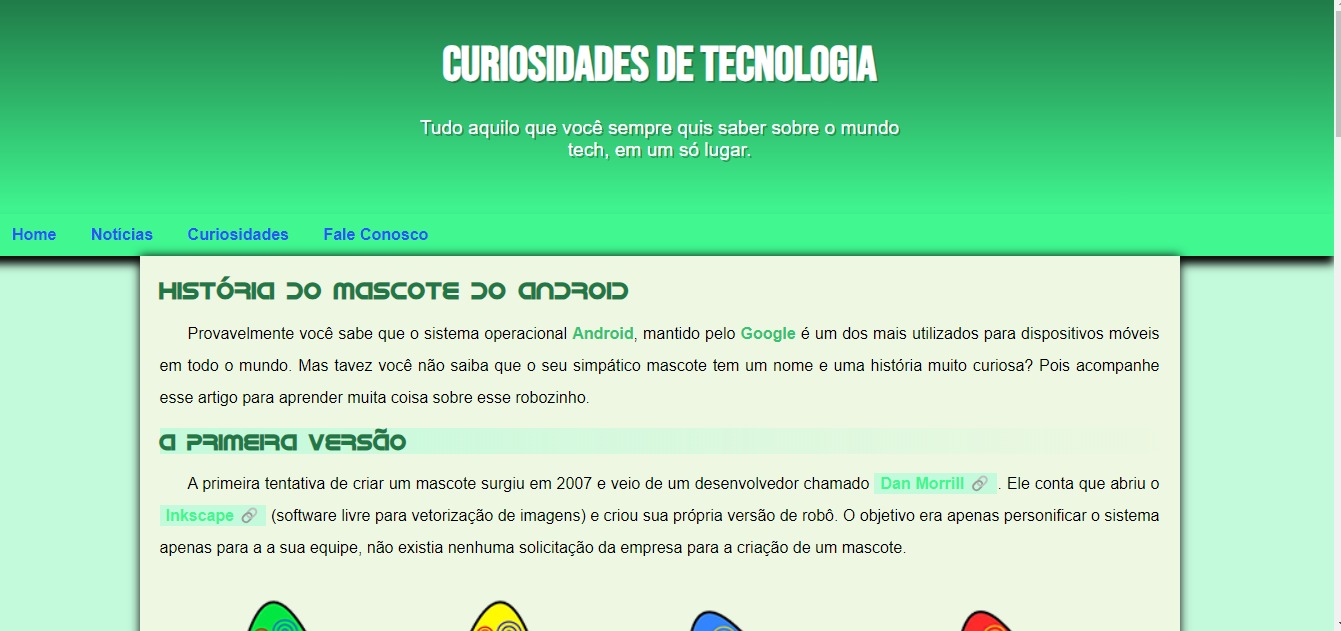 CURIOSIDADES DE TECNOLOGIA
Tudo aquilo que você sempre quis saber sobre o mundo
tech, em um só lugar.
Home Notícias Curiosidades Fale Conosco
História do Mascote do Android
Provavelmente você sabe que o sistema operacional Android, mantido pelo Google é um dos mais utilizados para dispositivos móveis
em todo o mundo. Mas tavez você não saiba que o seu simpático mascote tem um nome e uma história muito curiosa? Pois acompanhe
esse artigo para aprender muita coisa sobre esse robozinho.
A primeira versão
A primeira tentativa de criar um mascote surgiu em 2007 e veio de um desenvolvedor chamado Dan Morrill 🔗 . Ele conta que abriu o
Inkscape 🔗 (software livre para vetorização de imagens) e criou sua própria versão de robô. O objetivo era apenas personificar o sistema
apenas para a a sua equipe, não existia nenhuma solicitação da empresa para a criação de um mascote.